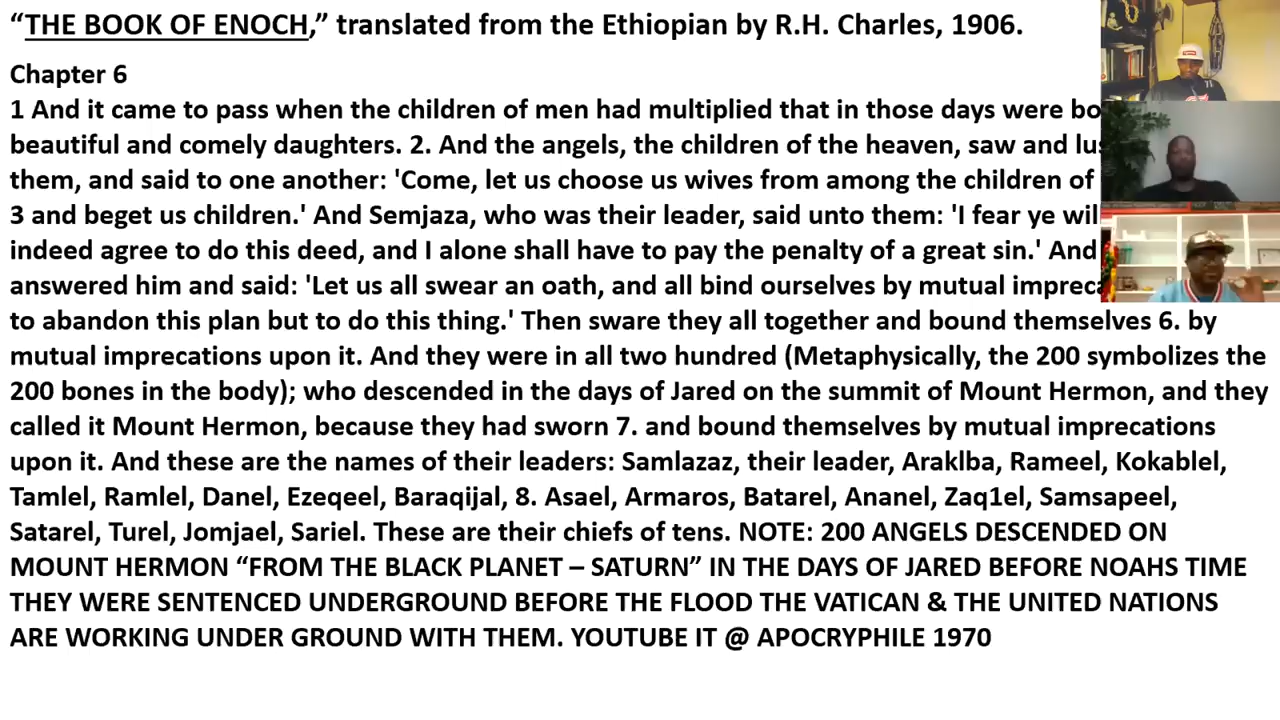 “THE BOOK OF ENOCH,” translated from the Ethiopian by R.H. Charles, 1906.
Chapter 6
1 And it came to pass when the children of men had multiplied that in those days were
beautiful and comely daughters. 2. And the angels, the children of the heaven, saw and
them, and said to one another: 'Come, let us choose us wives from among the children of
3 and beget us children.' And Semjaza, who was their leader, said unto them: 'I fear ye
indeed agree to do this deed, and I alone shall have to pay the penalty of a great sin.' And
answered him and said: 'Let us all swear an oath, and all bind ourselves by mutual
to abandon this plan but to do this thing.' Then sware they all together and bound themselves 6. by
mutual imprecations upon it. And they were in all two hundred (Metaphysically, the 200 symbolizes the
200 bones in the body); who descended in the days of Jared on the summit of Mount Hermon, and they
called it Mount Hermon, because they had sworn 7. and bound themselves by mutual imprecations
upon it. And these are the names of their leaders: Samlazaz, their leader, Araklba, Rameel, Kokablel,
Tamlel, Ramlel, Danel, Ezeqeel, Baraqijal, 8. Asael, Armaros, Batarel, Ananel, Zaq1el, Samsapeel,
Satarel, Turel, Jomjael, Sariel. These are their chiefs of tens. NOTE: 200 ANGELS DESCENDED ON
MOUNT HERMON “FROM THE BLACK PLANET – SATURN” IN THE DAYS OF JARED BEFORE NOAHS TIME
THEY WERE SENTENCED UNDERGROUND BEFORE THE FLOOD THE VATICAN & THE UNITED NATIONS
ARE WORKING UNDER GROUND WITH THEM. YOUTUBE IT @ APOCRYPHILE 1970